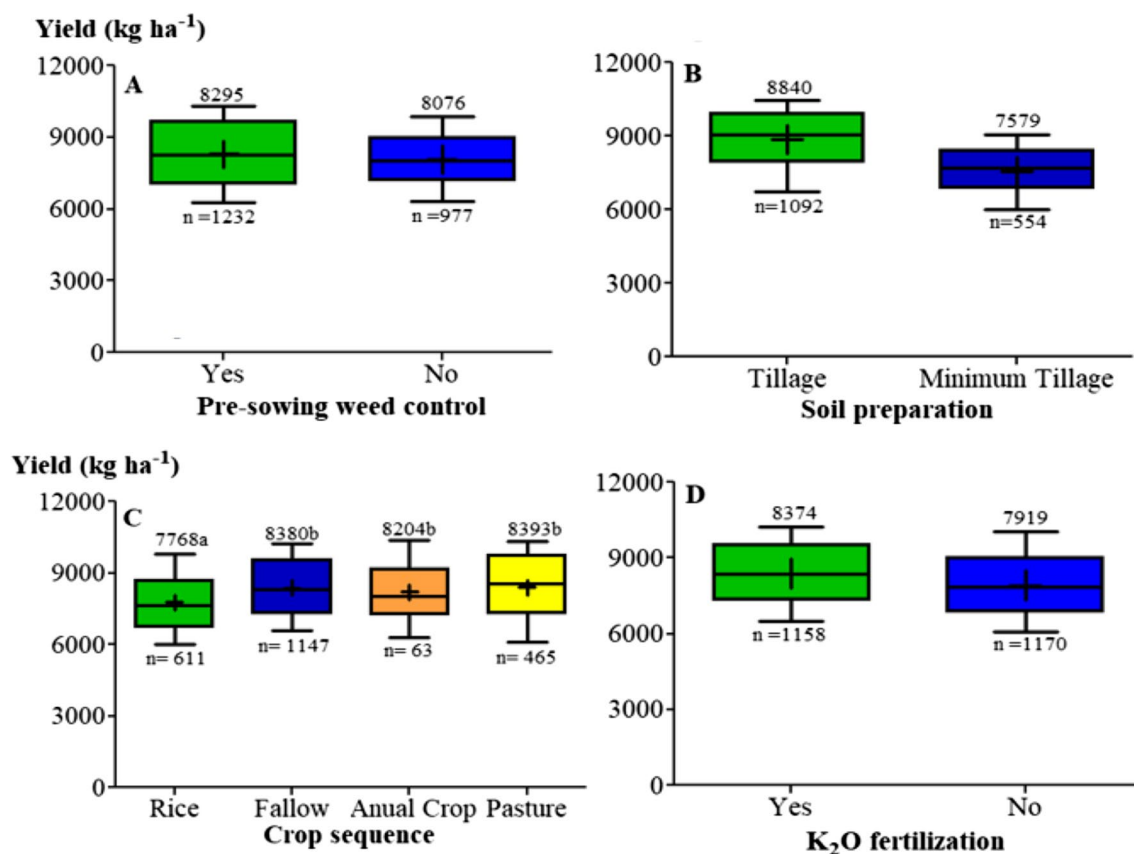 Yield (kg ha⁻¹)
12000
9000
6000
3000
0
A
8295
8076
n =1232
n =977
Yes No
Pre-sowing weed control
12000
9000
6000
3000
0
B
8840
7579
n=1092
n=554
Tillage Minimum Tillage
Soil preparation
Yield (kg ha⁻¹)
12000
9000
6000
3000
0
C
7768a 8380b 8204b 8393b
n= 611 n= 1147 n= 63 n= 465
Rice Fallow Anual Crop Pasture
Crop sequence
12000
9000
6000
3000
0
D
8374
7919
n =1158
n =1170
Yes No
K₂O fertilization